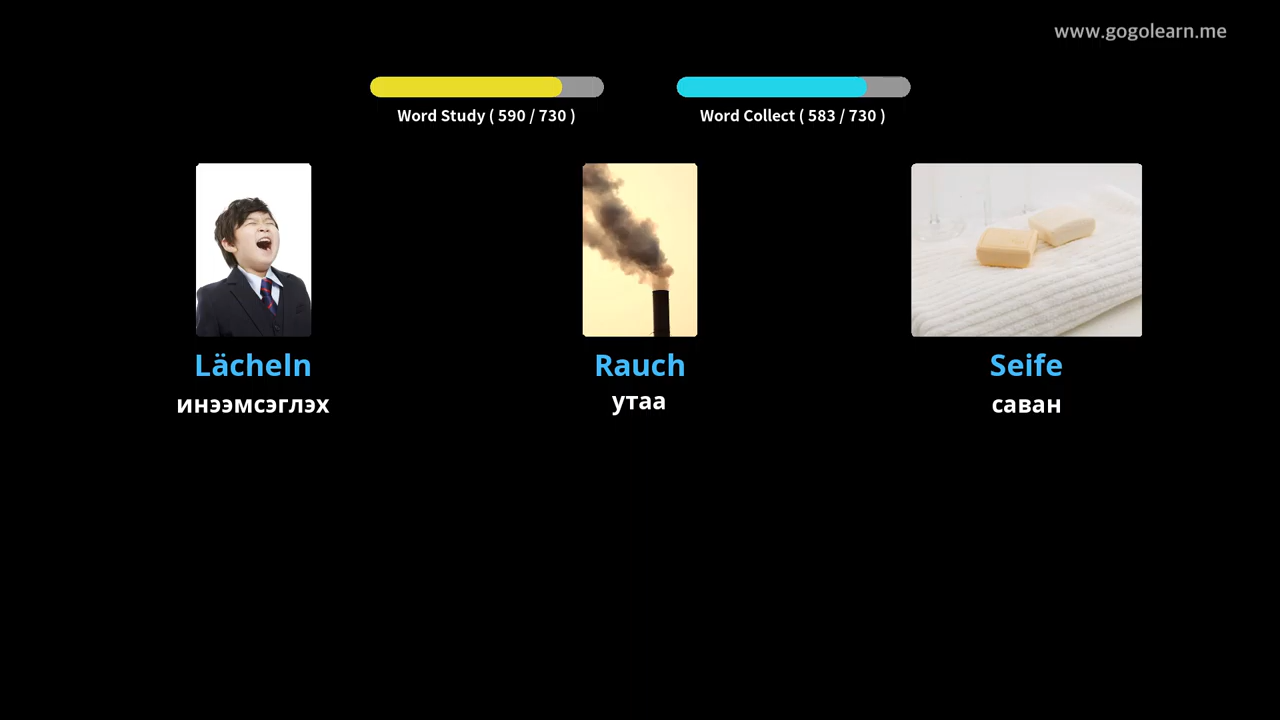 www.gogolearn.me
Word Study ( 590 / 730 )
Word Collect ( 583 / 730 )
Lächeln
инээмсэглэх
Rauch
утаа
Seife
саван